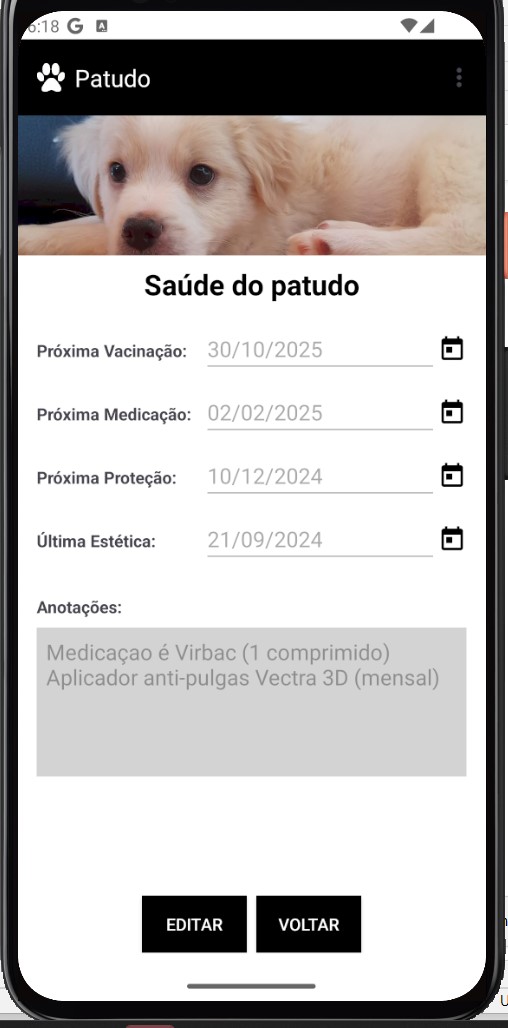 6:18
Patudo
Saúde do patudo
Próxima Vacinação: 30/10/2025
Próxima Medicação: 02/02/2025
Próxima Proteção: 10/12/2024
Última Estética: 21/09/2024
Anotações:
Medicaçao é Virbac (1 comprimido)
Aplicador anti-pulgas Vectra 3D (mensal)
EDITAR VOLTAR